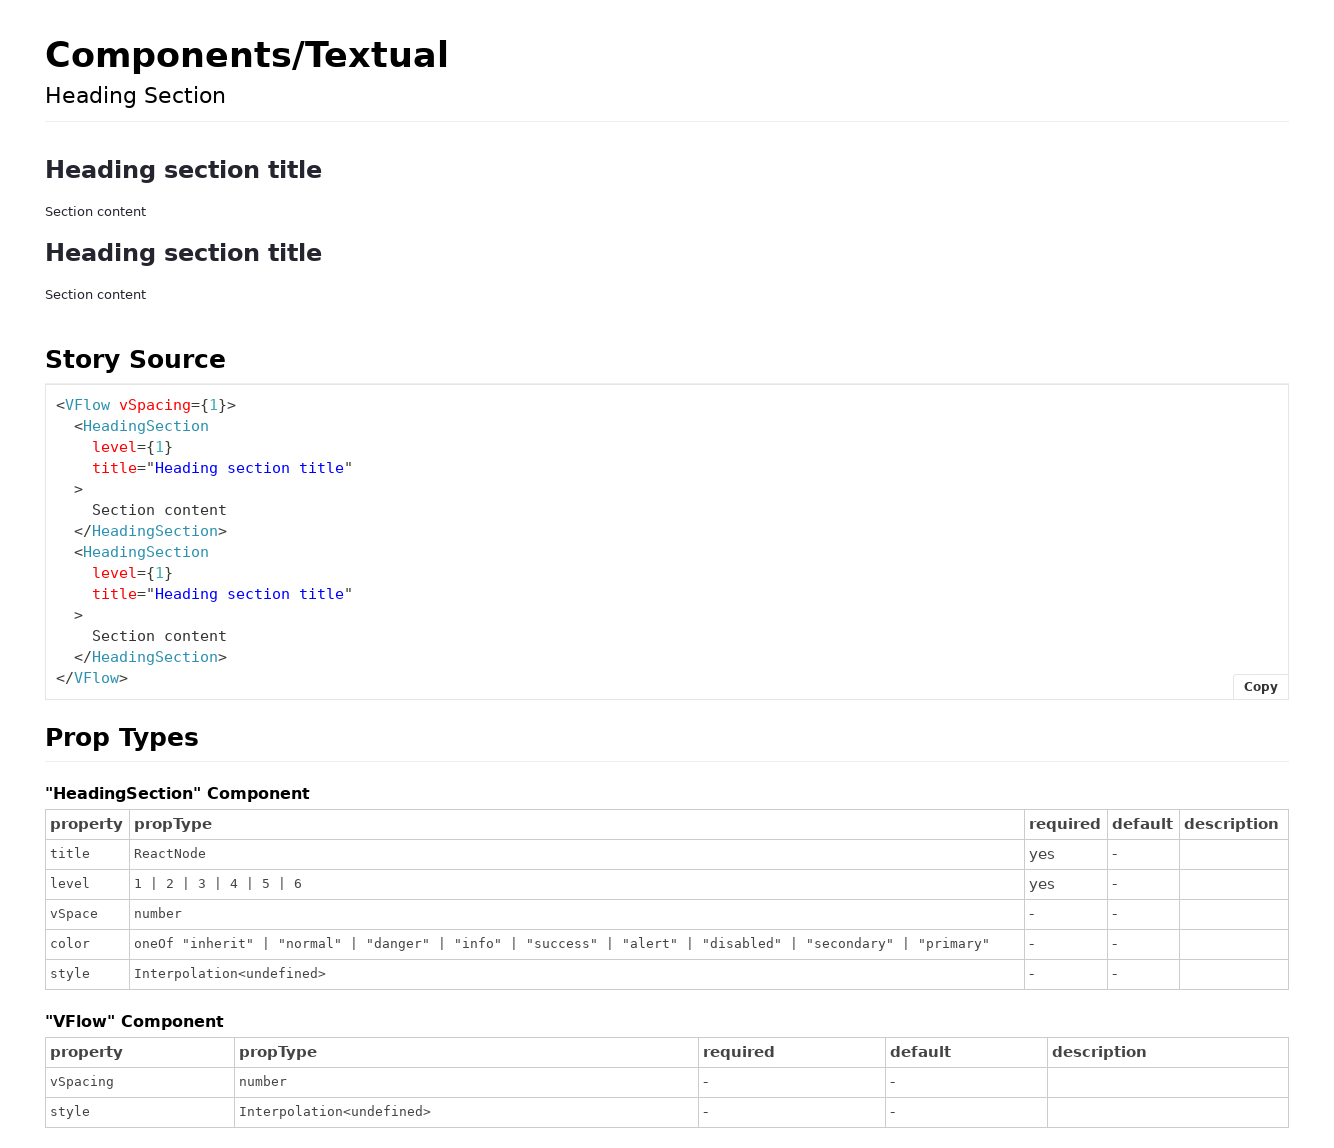 Components/Textual
Heading Section
Heading section title
Section content
Heading section title
Section content
Story Source
<VFlow vSpacing={1}>
  <HeadingSection
    level={1}
    title="Heading section title"
  >
    Section content
  </HeadingSection>
  <HeadingSection
    level={1}
    title="Heading section title"
  >
    Section content
  </HeadingSection>
</VFlow>
Copy
Prop Types
"HeadingSection" Component
property propType required default description
title ReactNode yes -
level 1 | 2 | 3 | 4 | 5 | 6 yes -
vSpace number - -
color oneOf "inherit" | "normal" | "danger" | "info" | "success" | "alert" | "disabled" | "secondary" | "primary" - -
style Interpolation<undefined> - -
"VFlow" Component
property propType required default description
vSpacing number - -
style Interpolation<undefined> - -